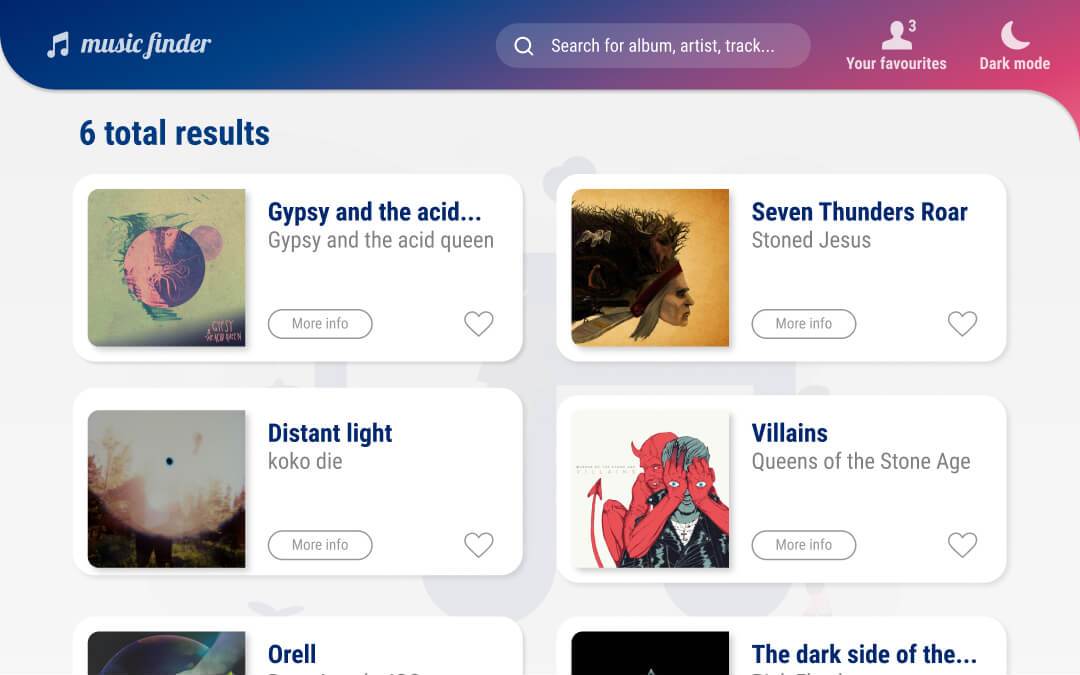 music finder
Search for album, artist, track...
3
Your favourites
Dark mode
6 total results
Gypsy and the acid...
Gypsy and the acid queen
More info
GYPSY
& THE ACID QUEEN
Seven Thunders Roar
Stoned Jesus
More info
Distant light
koko die
More info
QUEENS OF THE STONE AGE
VILLAINS
Villains
Queens of the Stone Age
More info
Orell
The dark side of the...
Pink Floyd